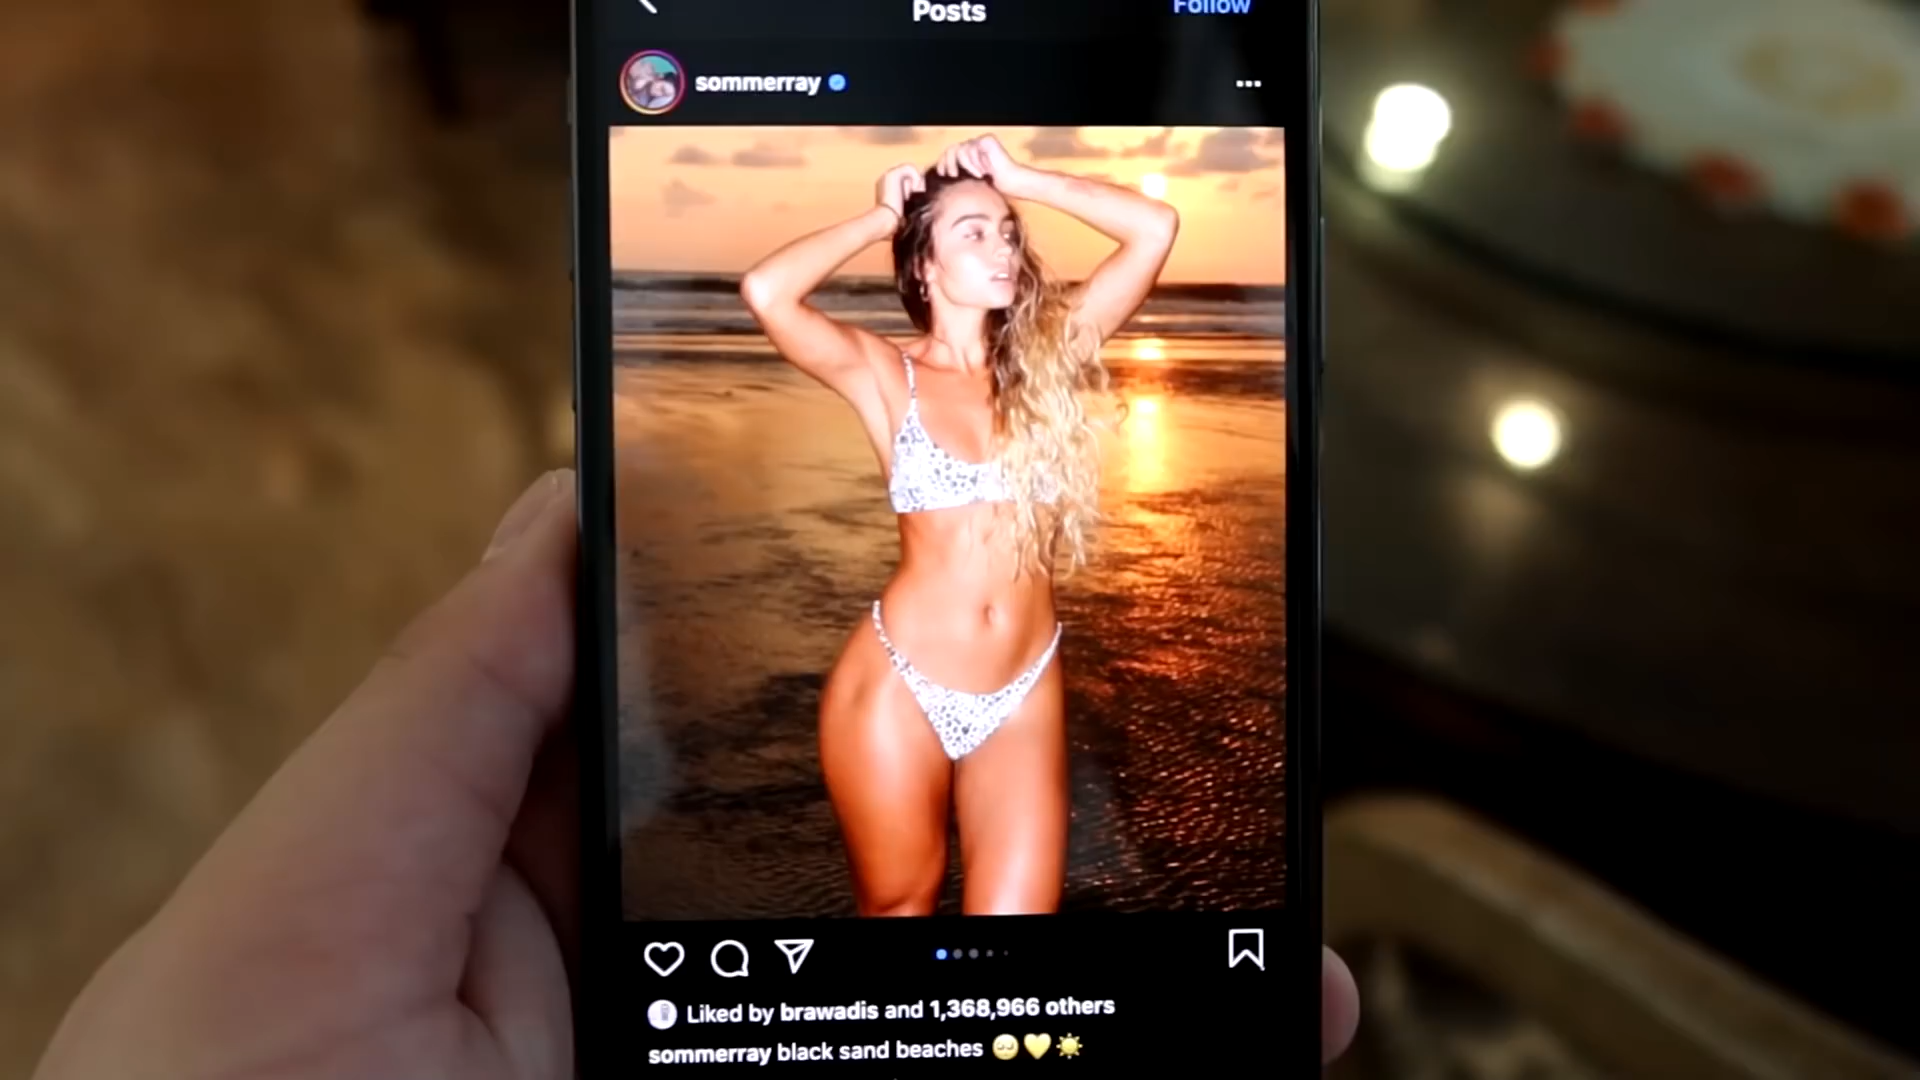 Posts
Follow
sommerray
Liked by brawadis and 1,368,966 others
sommerray black sand beaches 🥺💛☀️